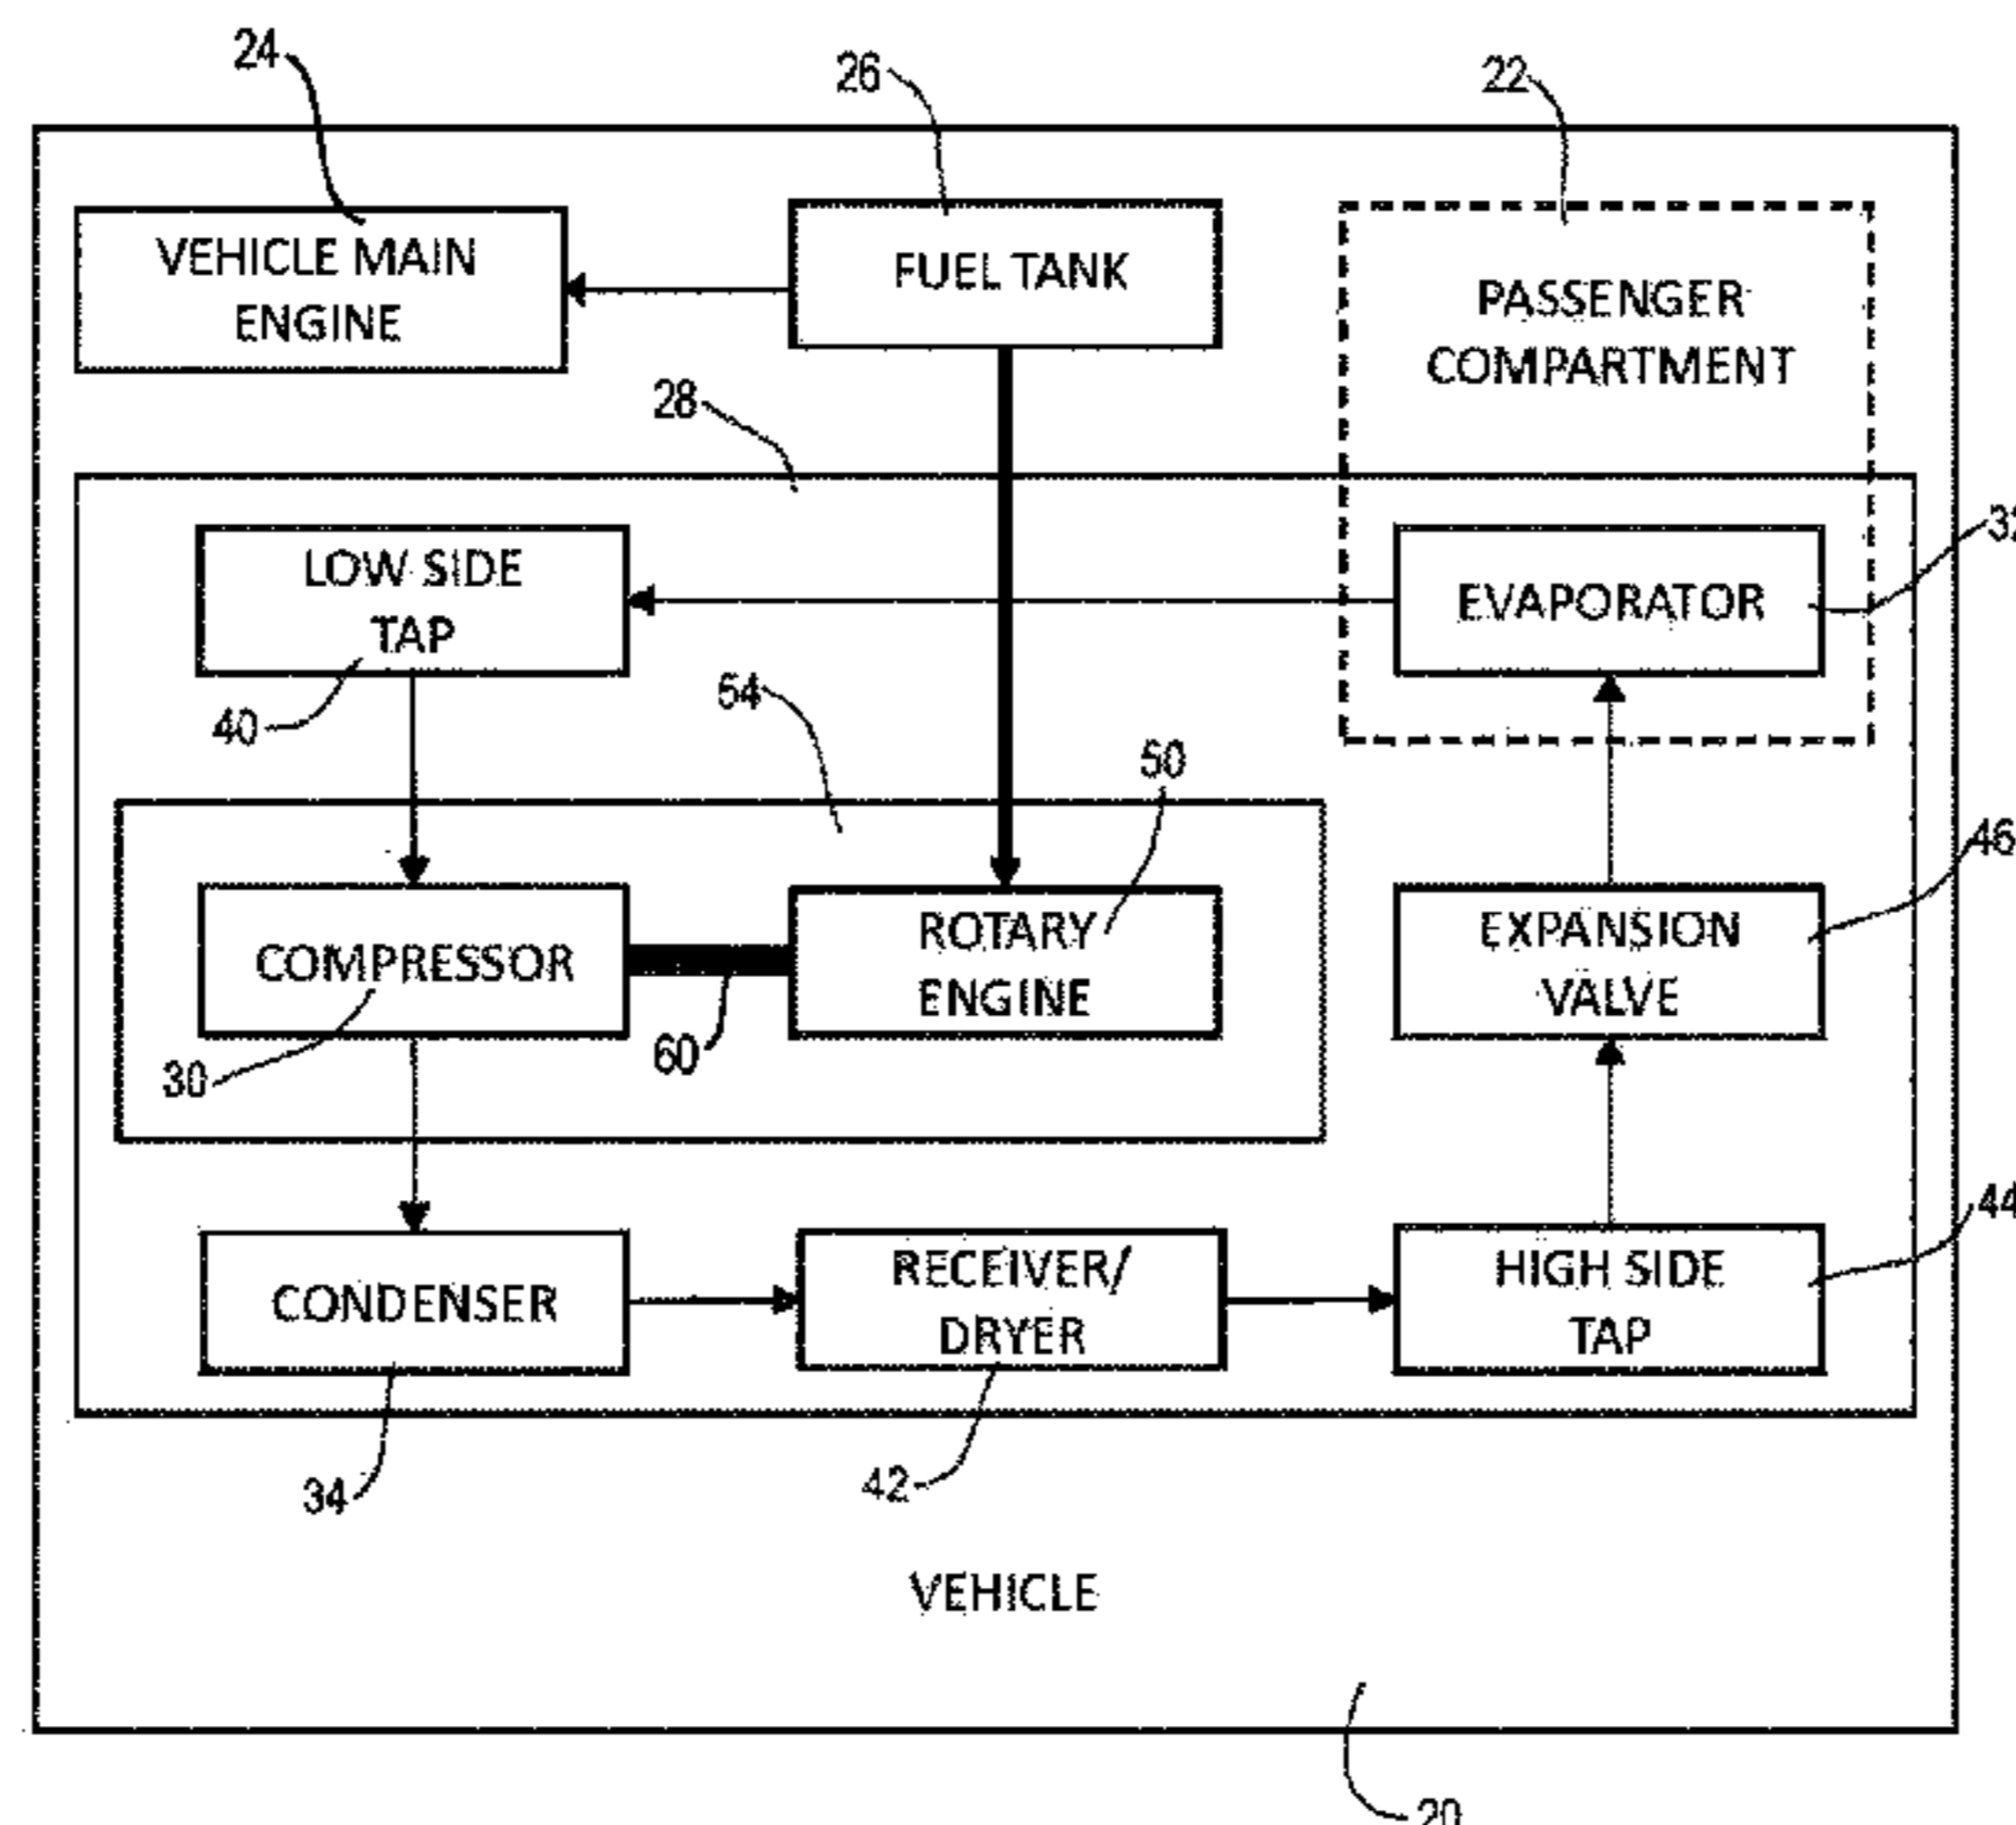 24
26
22
VEHICLE MAIN
ENGINE
FUEL TANK
PASSENGER
COMPARTMENT
28
LOW SIDE
TAP
EVAPORATOR
32
40
54
50
46
COMPRESSOR
ROTARY
ENGINE
EXPANSION
VALVE
30
60
44
CONDENSER
RECEIVER/
DRYER
HIGH SIDE
TAP
34
42
VEHICLE
20